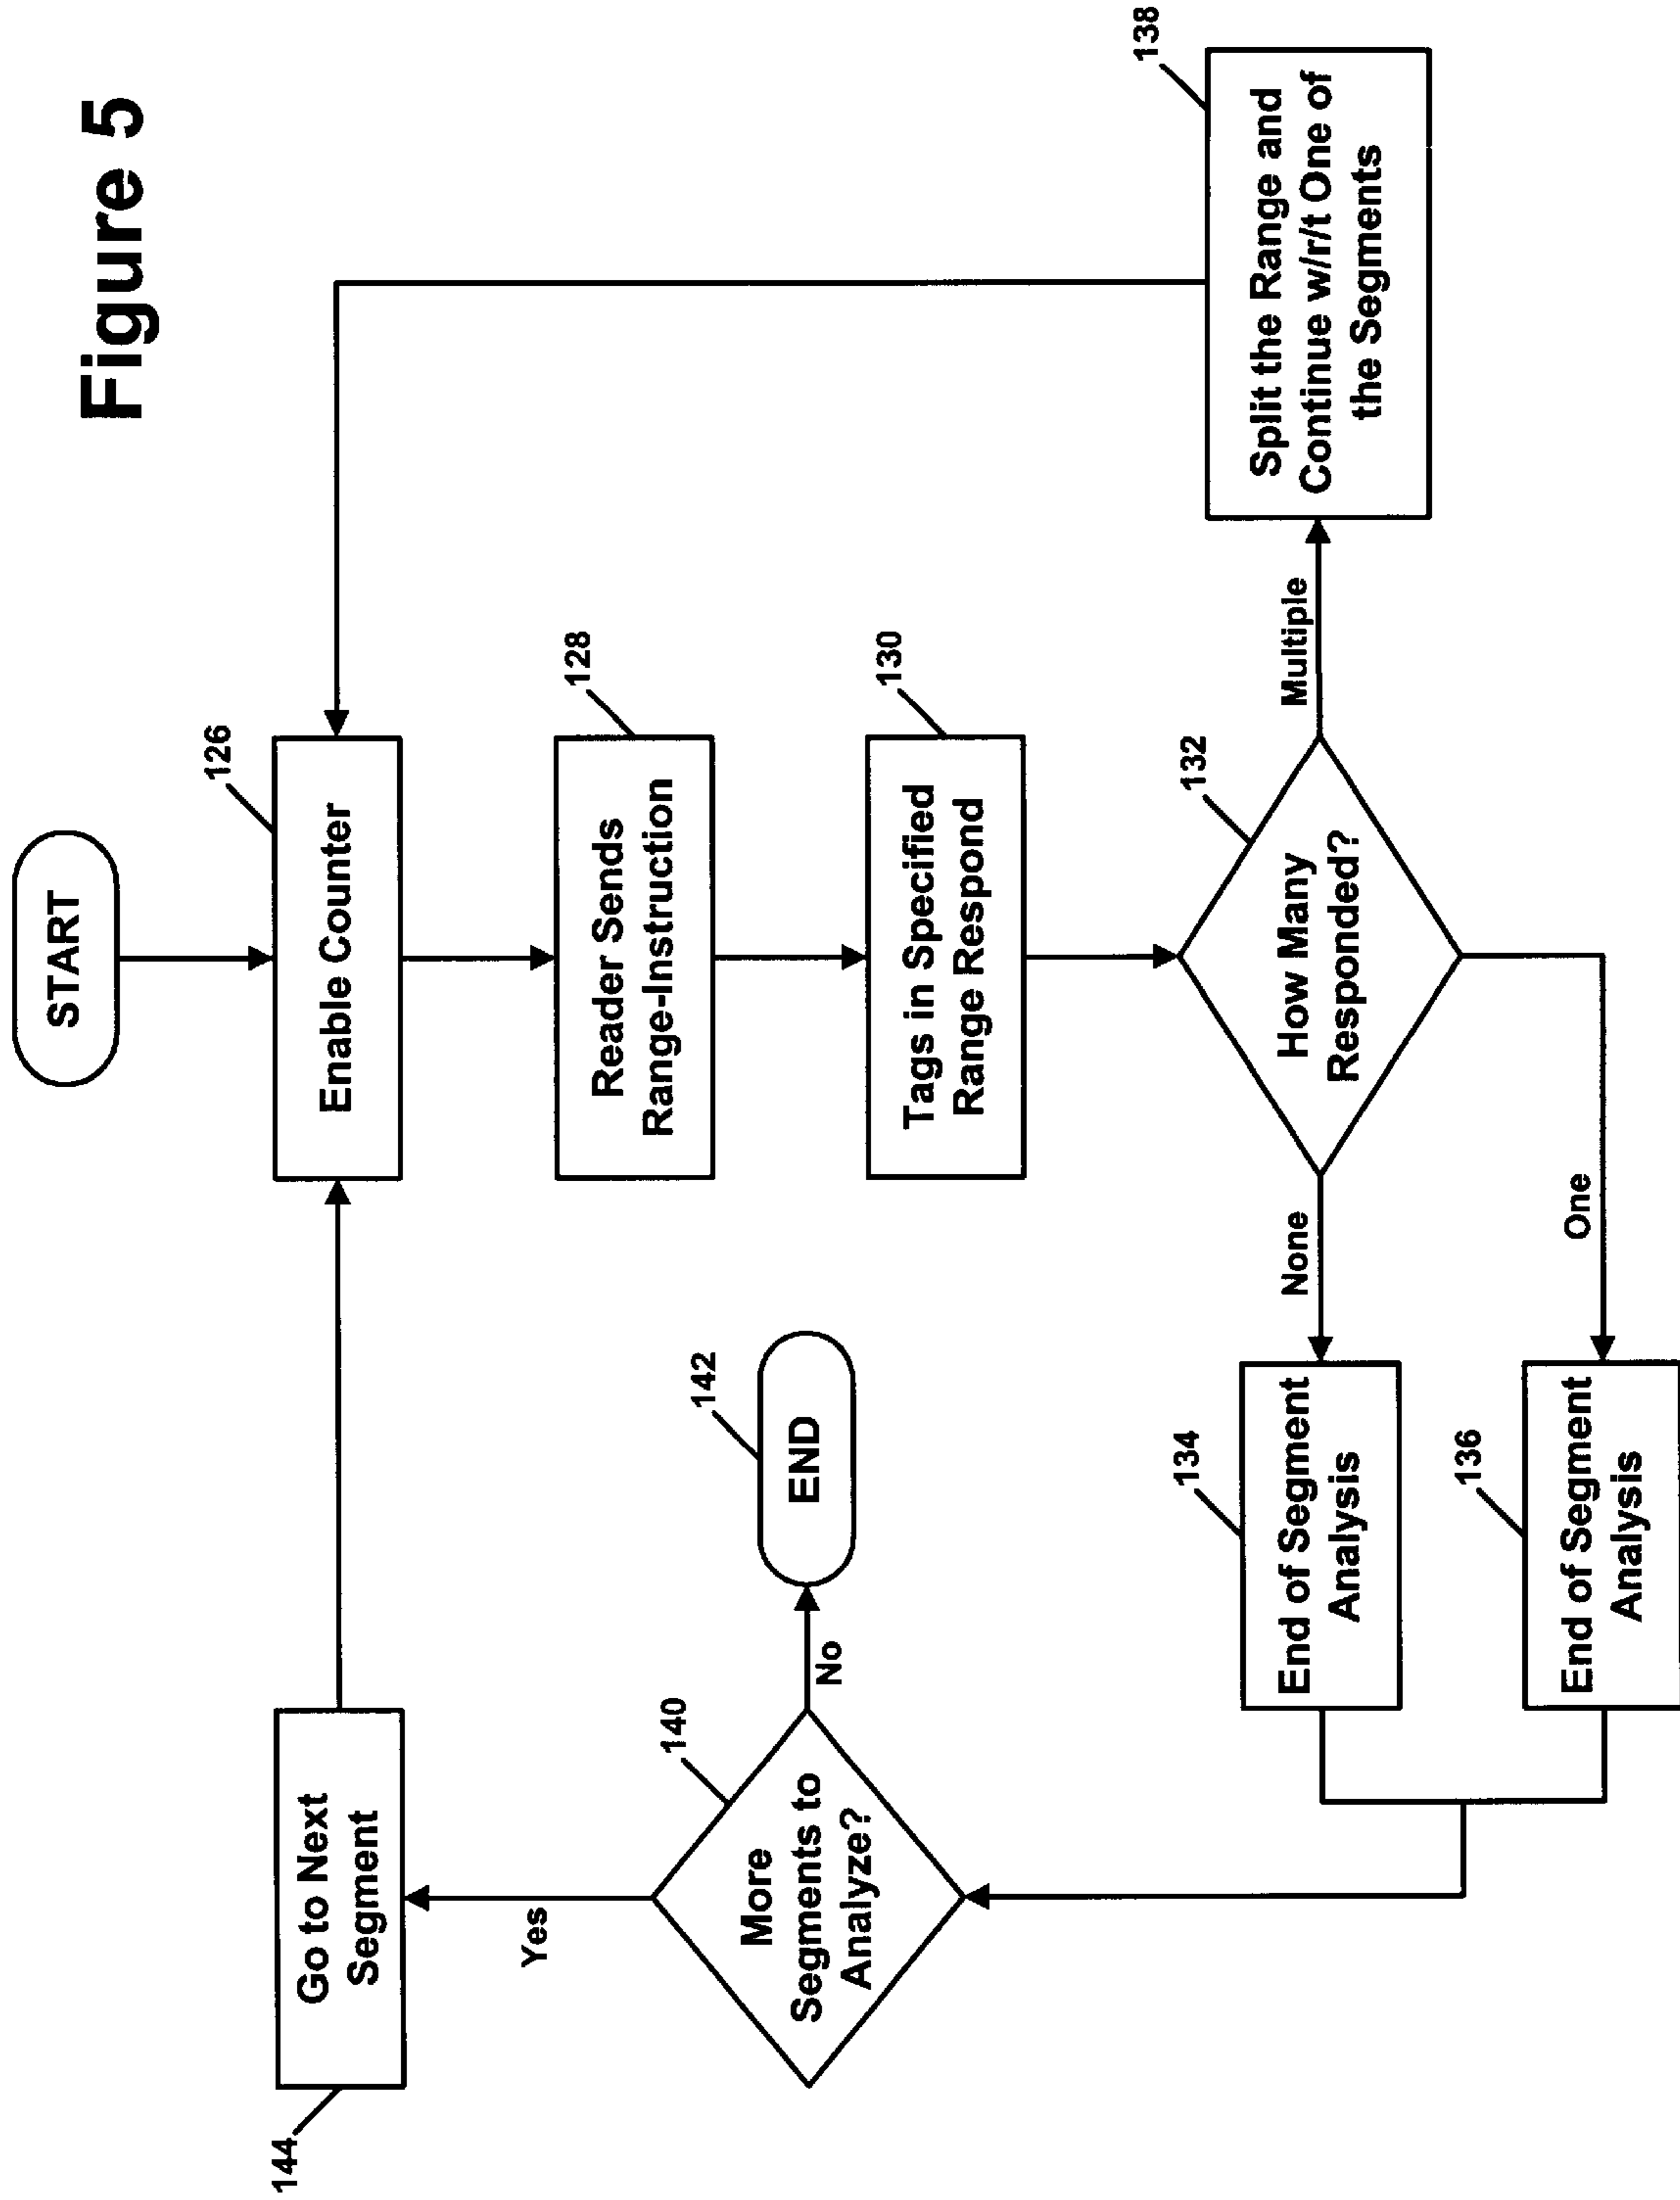 Figure 5
START
126
Enable Counter
128
Reader Sends
Range-Instruction
130
Tags in Specified
Range Respond
132
How Many
Responded?
None
One
Multiple
134
End of Segment
Analysis
136
End of Segment
Analysis
138
Split the Range and
Continue w/r/t One of
the Segments
140
More
Segments to
Analyze?
No
Yes
142
END
144
Go to Next
Segment